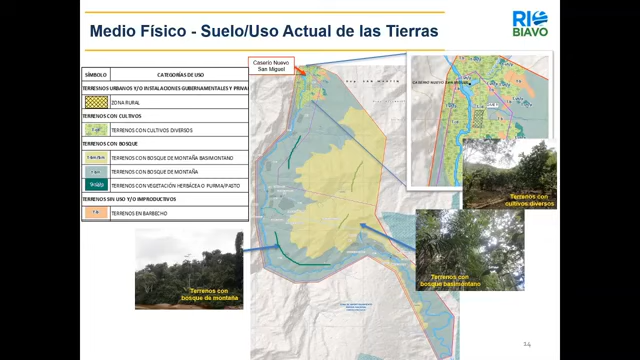 Medio Físico - Suelo/Uso Actual de las Tierras
RIO
BIAVO
SÍMBOLO
CATEGORÍAS DE USO
TERRESNOS URBANOS Y/O INSTALACIONES GUBERNAMENTALES Y PRIVA
ZONA RURAL
TERRENOS CON CULTIVOS
TERRENOS CON CULTIVOS DIVERSOS
TERRENOS CON BOSQUE
TERRENOS CON BOSQUE DE MONTAÑA BASIMONTANO
TERRENOS CON BOSQUE DE MONTAÑA
TERRENOS CON VEGETACIÓN HERBÁCEA O PURMA/PASTO
TERRENOS SIN USO Y/O IMPRODUCTIVOS
TERRENOS EN BARBECHO
Caserío Nuevo
San Miguel
Terrenos con
cultivos diversos
Terrenos con
bosque basimontano
Terrenos con
bosque de montaña
14